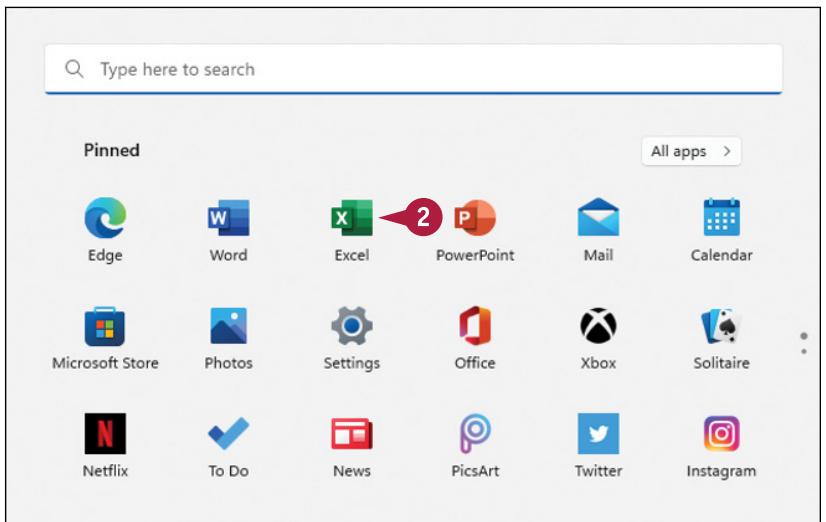 Type here to search
Pinned
All apps >
2
Edge Word Excel PowerPoint Mail Calendar
Microsoft Store Photos Settings Office Xbox Solitaire
Netflix To Do News PicsArt Twitter Instagram